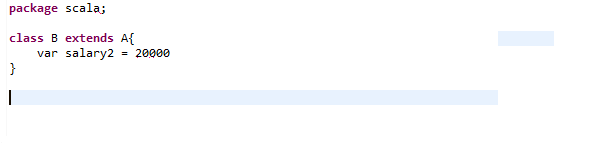 package scala;
class B extends A{
var salary2 = 20000
}